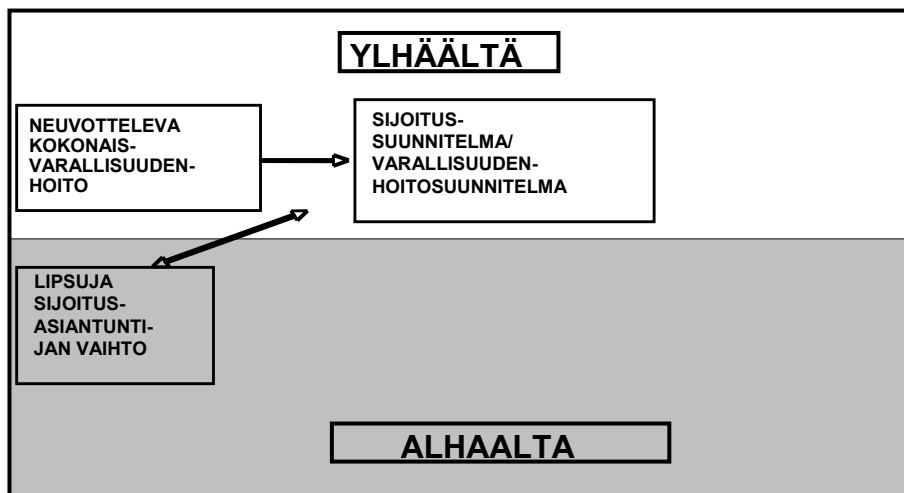 YLHÄÄLTÄ
NEUVOTTELEVA
KOKONAIS-
VARALLISUUDEN-
HOITO
SIJOITUS-
SUUNNITELMA/
VARALLISUUDEN-
HOITOSUUNNITELMA
LIPSUJA
SIJOITUS-
ASIANTUNTI-
JAN VAIHTO
ALHAALTA